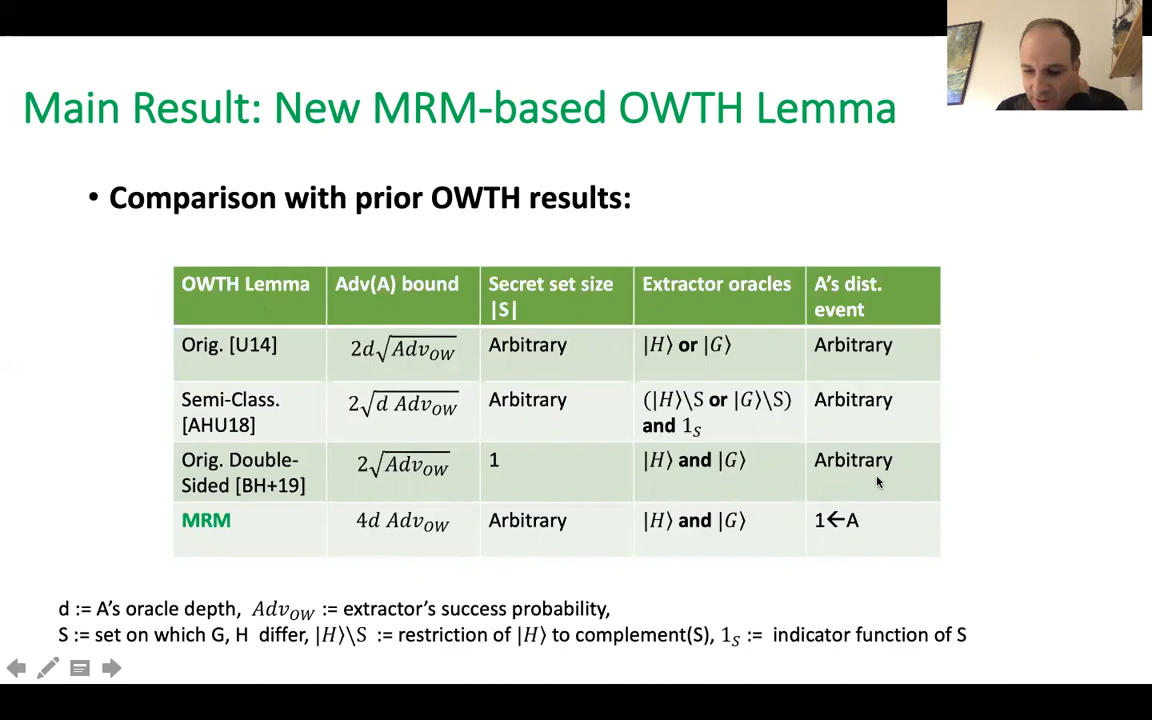 Main Result: New MRM-based OWTH Lemma
• Comparison with prior OWTH results:
OWTH Lemma Adv(A) bound Secret set size |S| Extractor oracles A's dist. event
Orig. [U14] 2d√Adv_OW Arbitrary |H⟩ or |G⟩ Arbitrary
Semi-Class. [AHU18] 2√d Adv_OW Arbitrary (|H⟩\S or |G⟩\S) and 1_S Arbitrary
Orig. Double-Sided [BH+19] 2√Adv_OW 1 |H⟩ and |G⟩ Arbitrary
MRM 4d Adv_OW Arbitrary |H⟩ and |G⟩ 1←A
d := A's oracle depth, Adv_OW := extractor's success probability,
S := set on which G, H differ, |H⟩\S := restriction of |H⟩ to complement(S), 1_S := indicator function of S